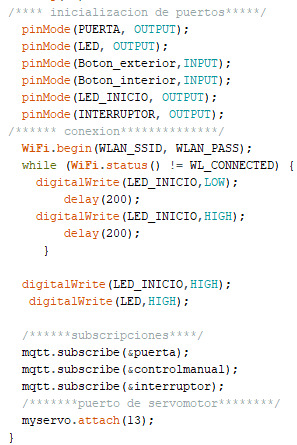 /**** inicializacion de puertos*****/
pinMode(PUERTA, OUTPUT);
pinMode(LED, OUTPUT);
pinMode(Boton_exterior,INPUT);
pinMode(Boton_interior,INPUT);
pinMode(LED_INICIO, OUTPUT);
pinMode(INTERRUPTOR, OUTPUT);
/****** conexion**************/
WiFi.begin(WLAN_SSID, WLAN_PASS);
while (WiFi.status() != WL_CONNECTED) {
digitalWrite(LED_INICIO,LOW);
delay(200);
digitalWrite(LED_INICIO,HIGH);
delay(200);
}
digitalWrite(LED_INICIO,HIGH);
digitalWrite(LED,HIGH);
/******subscripciones****/
mqtt.subscribe(&puerta);
mqtt.subscribe(&controlmanual);
mqtt.subscribe(&interruptor);
/*******puerto de servomotor********/
myservo.attach(13);
}